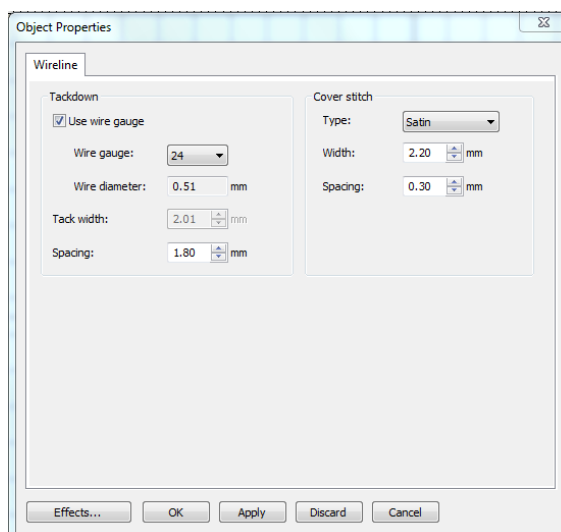 Object Properties
Wireline
Tackdown
Use wire gauge
Wire gauge: 24
Wire diameter: 0.51 mm
Tack width: 2.01 mm
Spacing: 1.80 mm
Cover stitch
Type: Satin
Width: 2.20 mm
Spacing: 0.30 mm
Effects... OK Apply Discard Cancel